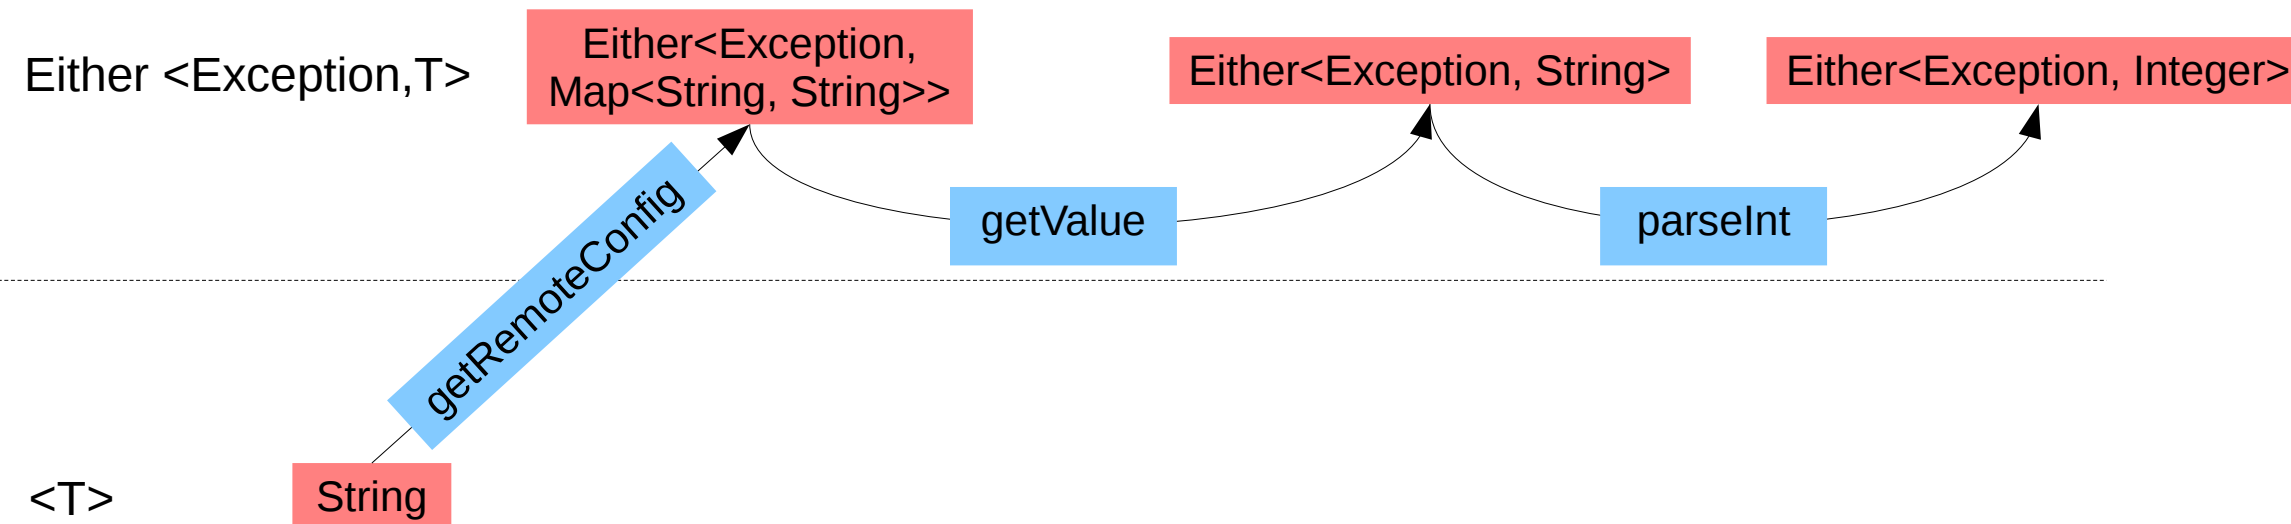 Either <Exception,T>
Either<Exception,
Map<String, String>>
Either<Exception, String>
Either<Exception, Integer>
getRemoteConfig
getValue
parseInt
<T>
String